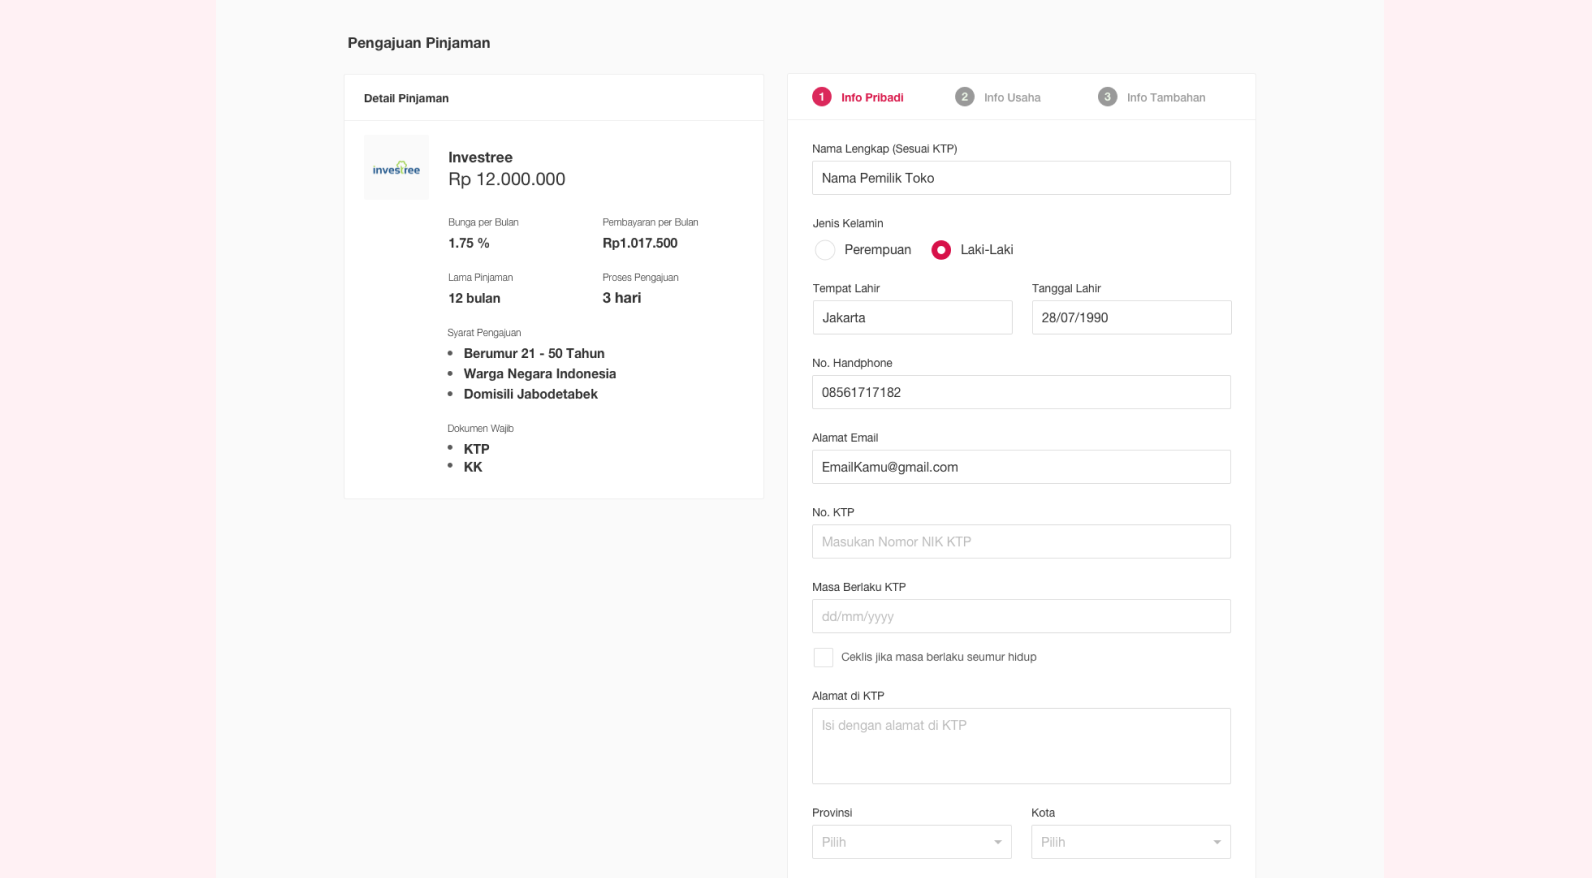 Pengajuan Pinjaman
Detail Pinjaman
investree
Investree
Rp 12.000.000
Bunga per Bulan
1.75 %
Pembayaran per Bulan
Rp1.017.500
Lama Pinjaman
12 bulan
Proses Pengajuan
3 hari
Syarat Pengajuan
• Berumur 21 - 50 Tahun
• Warga Negara Indonesia
• Domisili Jabodetabek
Dokumen Wajib
• KTP
• KK
1 Info Pribadi
2 Info Usaha
3 Info Tambahan
Nama Lengkap (Sesuai KTP)
Nama Pemilik Toko
Jenis Kelamin
Perempuan
Laki-Laki
Tempat Lahir
Jakarta
Tanggal Lahir
28/07/1990
No. Handphone
08561717182
Alamat Email
EmailKamu@gmail.com
No. KTP
Masukan Nomor NIK KTP
Masa Berlaku KTP
dd/mm/yyyy
Ceklis jika masa berlaku seumur hidup
Alamat di KTP
Isi dengan alamat di KTP
Provinsi
Pilih
Kota
Pilih